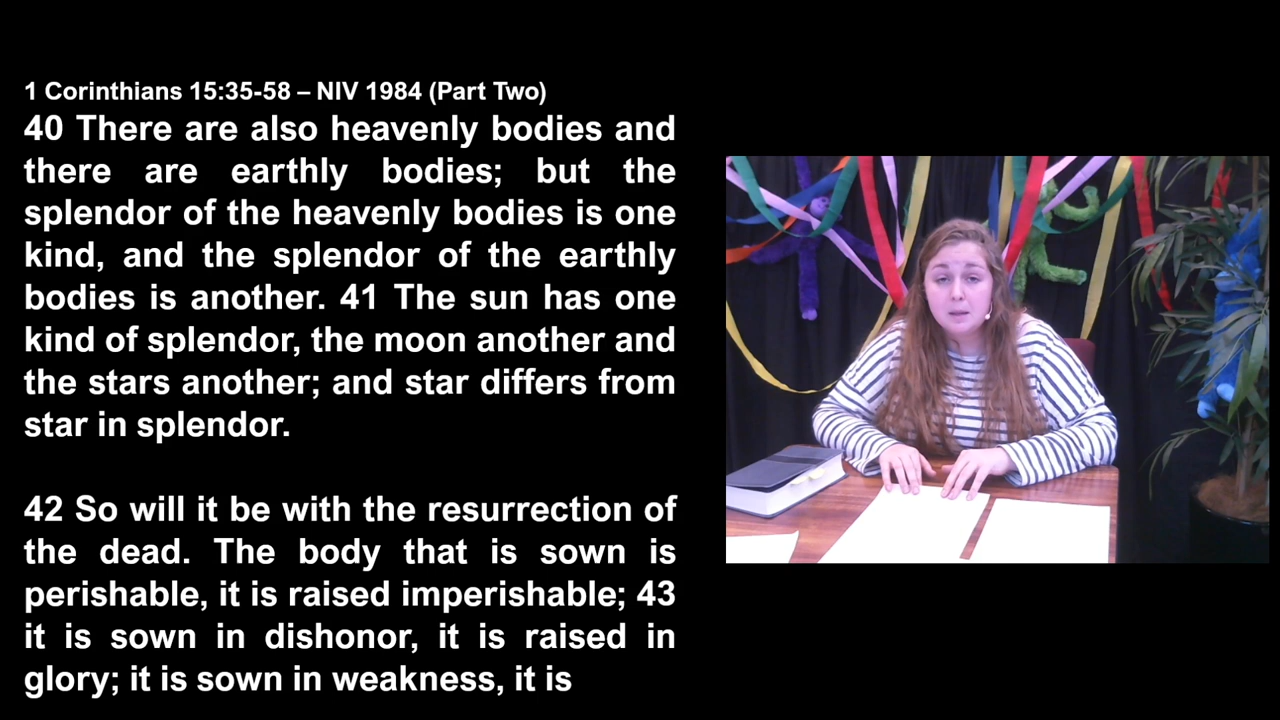 1 Corinthians 15:35-58 – NIV 1984 (Part Two)
40 There are also heavenly bodies and
there are earthly bodies; but the
splendor of the heavenly bodies is one
kind, and the splendor of the earthly
bodies is another. 41 The sun has one
kind of splendor, the moon another and
the stars another; and star differs from
star in splendor.
42 So will it be with the resurrection of
the dead. The body that is sown is
perishable, it is raised imperishable; 43
it is sown in dishonor, it is raised in
glory; it is sown in weakness, it is